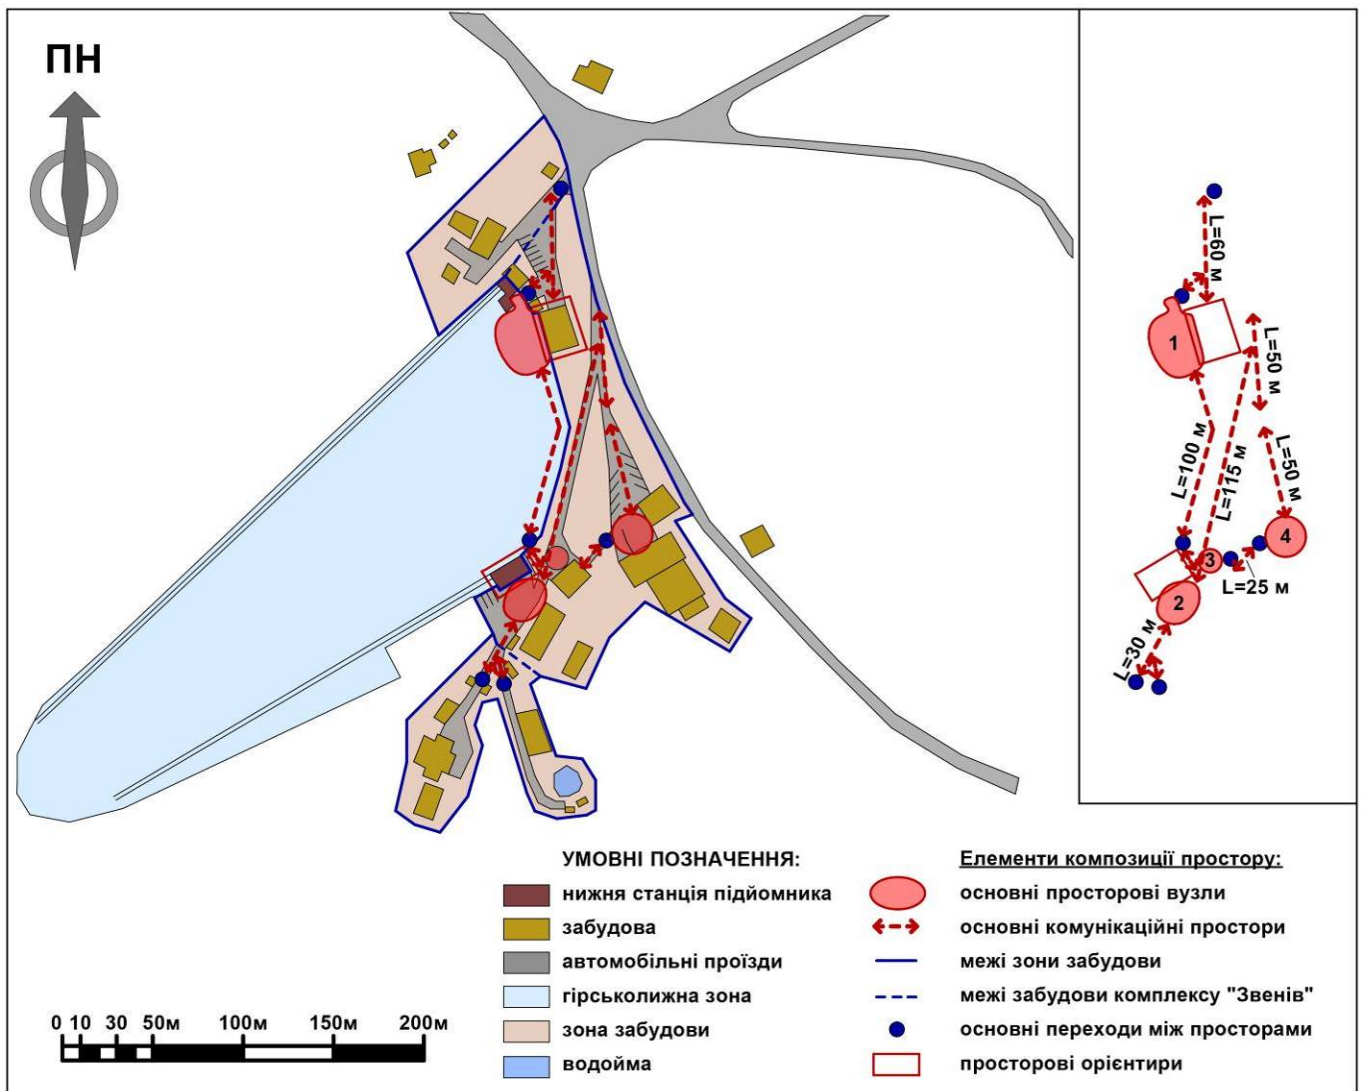 ПН
L=60 м
1
L=50 м
L=100 м
L=115 м
L=50 м
4
3
L=25 м
2
L=30 м
УМОВНІ ПОЗНАЧЕННЯ:
нижня станція підйомника
забудова
автомобільні проїзди
гірськолижна зона
зона забудови
водойма
Елементи композиції простору:
основні просторові вузли
основні комунікаційні простори
межі зони забудови
межі забудови комплексу "Звенів"
основні переходи між просторами
просторові орієнтири
0 10 30 50м 100м 150м 200м